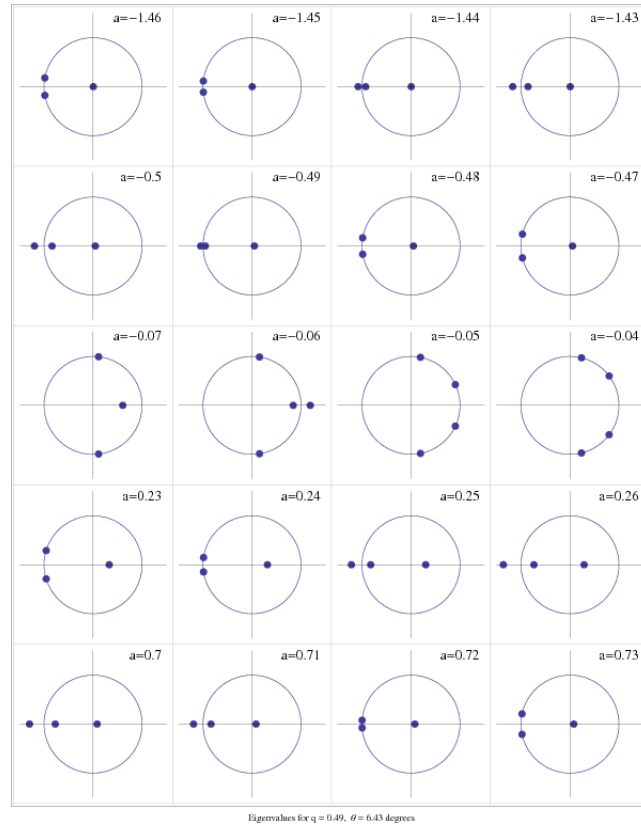 a=−1.46
a=−1.45
a=−1.44
a=−1.43
a=−0.5
a=−0.49
a=−0.48
a=−0.47
a=−0.07
a=−0.06
a=−0.05
a=−0.04
a=0.23
a=0.24
a=0.25
a=0.26
a=0.7
a=0.71
a=0.72
a=0.73
Eigenvalues for q = 0.49, θ = 6.43 degrees